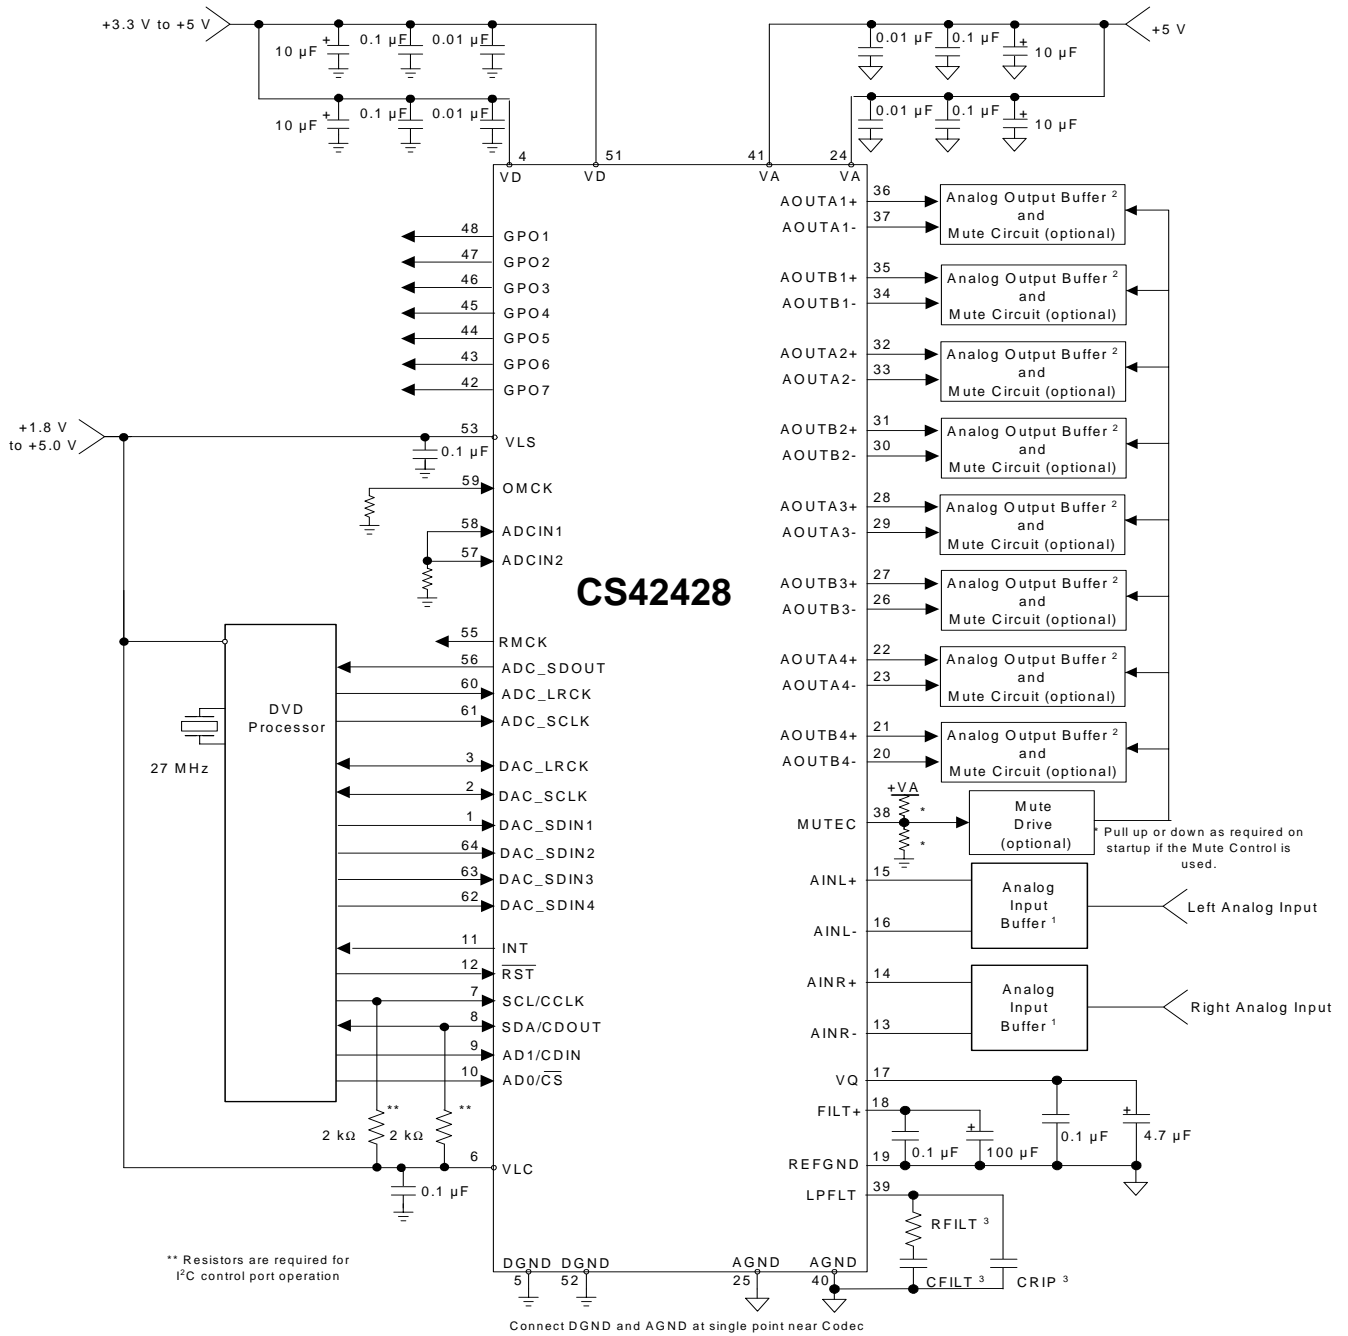 +3.3 V to +5 V
10 µF
+
0.1 µF
0.01 µF
0.01 µF
0.1 µF
+
10 µF
+5 V
10 µF
+
0.1 µF
0.01 µF
0.01 µF
0.1 µF
+
10 µF
4
51
41
24
VD
VD
VA
VA
48
GPO1
47
GPO2
46
GPO3
45
GPO4
44
GPO5
43
GPO6
42
GPO7
+1.8 V
to +5.0 V
53
VLS
0.1 µF
59
OMCK
58
ADCIN1
57
ADCIN2
CS42428
55
RMCK
56
ADC_SDOUT
60
ADC_LRCK
61
ADC_SCLK
DVD
Processor
27 MHz
3
DAC_LRCK
2
DAC_SCLK
1
DAC_SDIN1
64
DAC_SDIN2
63
DAC_SDIN3
62
DAC_SDIN4
11
INT
12
RST
7
SCL/CCLK
8
SDA/CDOUT
9
AD1/CDIN
10
AD0/CS
**
**
2 kΩ
2 kΩ
6
VLC
0.1 µF
** Resistors are required for
I²C control port operation
AOUTA1+
36
AOUTA1-
37
Analog Output Buffer ²
and
Mute Circuit (optional)
AOUTB1+
35
AOUTB1-
34
Analog Output Buffer ²
and
Mute Circuit (optional)
AOUTA2+
32
AOUTA2-
33
Analog Output Buffer ²
and
Mute Circuit (optional)
AOUTB2+
31
AOUTB2-
30
Analog Output Buffer ²
and
Mute Circuit (optional)
AOUTA3+
28
AOUTA3-
29
Analog Output Buffer ²
and
Mute Circuit (optional)
AOUTB3+
27
AOUTB3-
26
Analog Output Buffer ²
and
Mute Circuit (optional)
AOUTA4+
22
AOUTA4-
23
Analog Output Buffer ²
and
Mute Circuit (optional)
AOUTB4+
21
AOUTB4-
20
Analog Output Buffer ²
and
Mute Circuit (optional)
+VA
*
MUTEC
38
*
Mute
Drive
(optional)
* Pull up or down as required on
startup if the Mute Control is
used.
AINL+
15
AINL-
16
Analog
Input
Buffer ¹
Left Analog Input
AINR+
14
AINR-
13
Analog
Input
Buffer ¹
Right Analog Input
VQ
17
FILT+
18
0.1 µF
+
100 µF
0.1 µF
+
4.7 µF
REFGND
19
LPFLT
39
RFILT ³
CFILT ³
CRIP ³
DGND
DGND
AGND
AGND
5
52
25
40
Connect DGND and AGND at single point near Codec